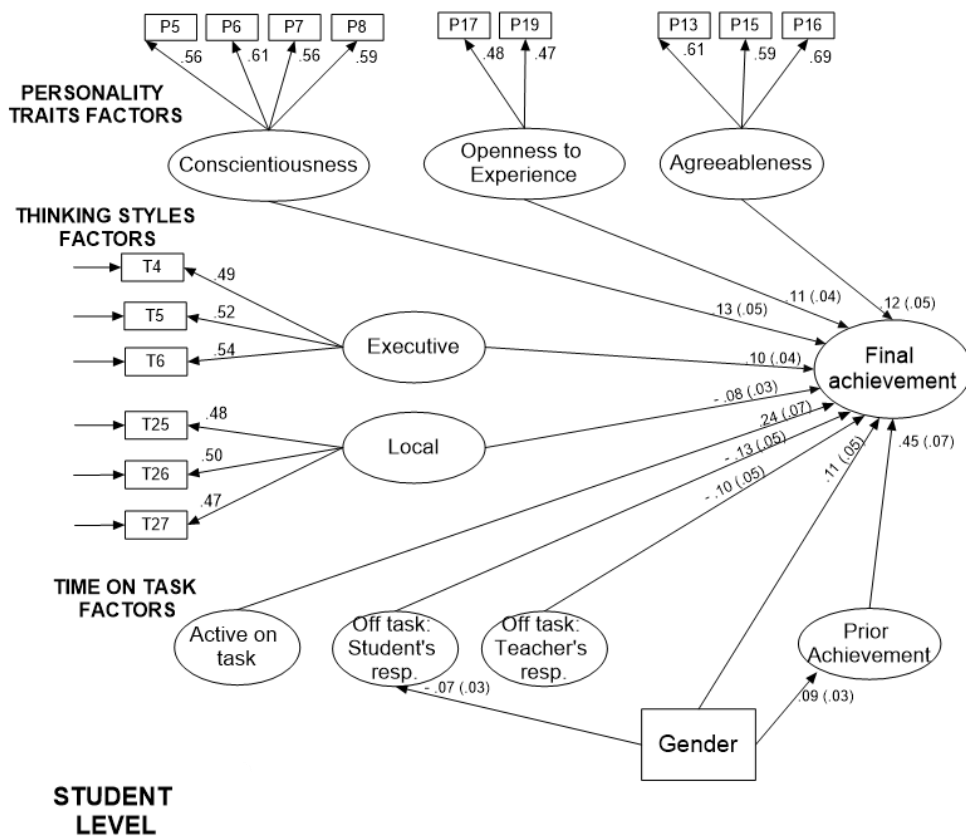 P5 P6 P7 P8 P17 P19 P13 P15 P16
.56 .61 .56 .59 .48 .47 .61 .59 .69
PERSONALITY
TRAITS FACTORS
Conscientiousness
Openness to
Experience
Agreeableness
THINKING STYLES
FACTORS
T4 .49
T5 .52
T6 .54
Executive
T25 .48
T26 .50
T27 .47
Local
.13 (.05)
.11 (.04)
.12 (.05)
.10 (.04)
- .08 (.03)
.24 (.07)
- .13 (.05)
- .10 (.05)
.11 (.05)
.45 (.07)
Final
achievement
TIME ON TASK
FACTORS
Active on
task
Off task:
Student's
resp.
Off task:
Teacher's
resp.
Prior
Achievement
- .07 (.03)
.09 (.03)
Gender
STUDENT
LEVEL